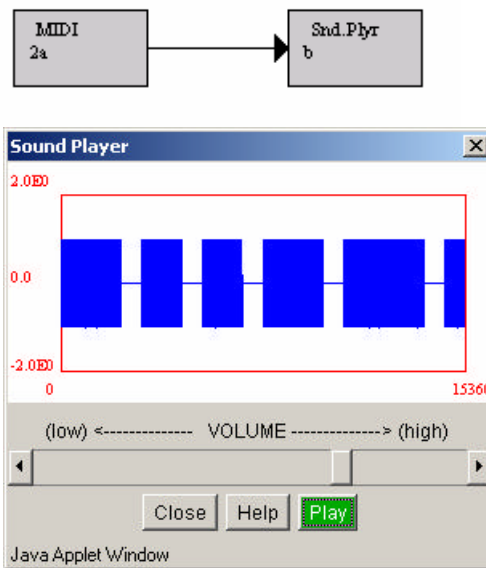 MIDI
2a
Snd.Plyr
b
Sound Player
2.0E0
0.0
-2.0E0
0 15360
(low) <-------------- VOLUME --------------> (high)
Close Help Play
Java Applet Window